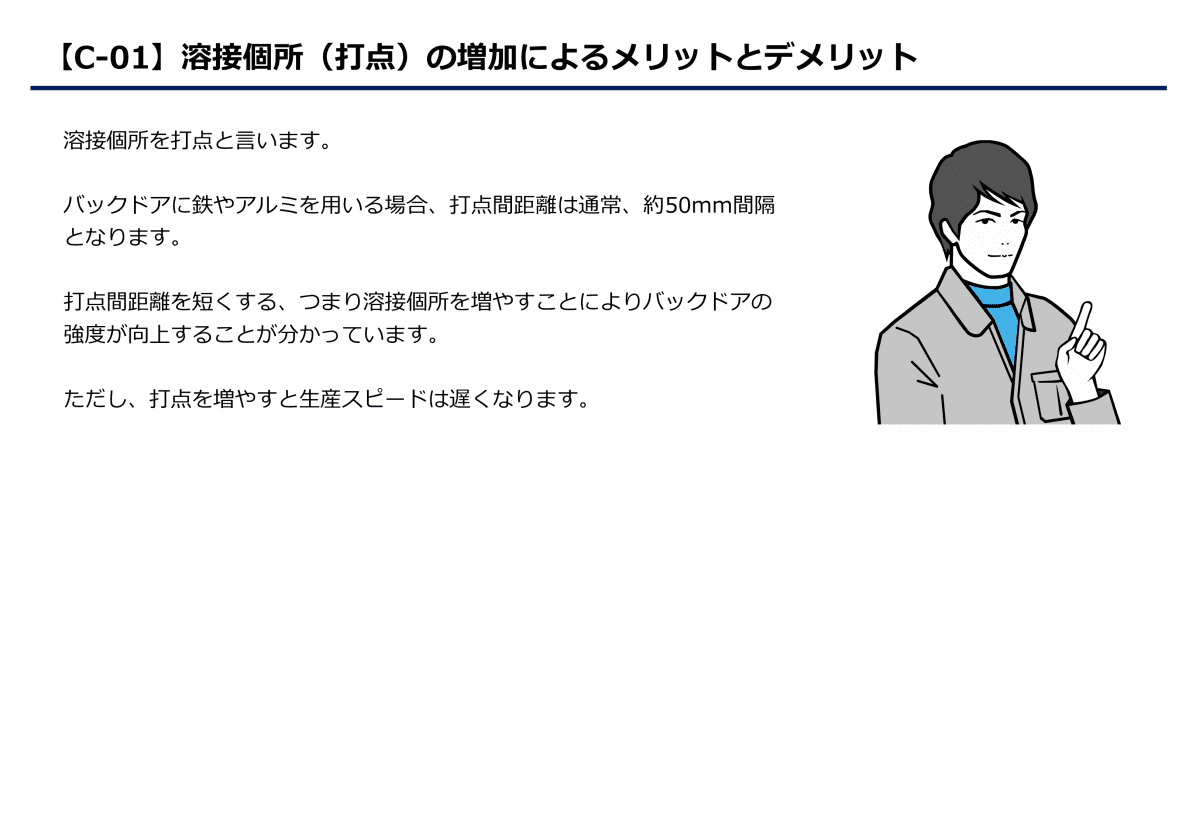 【C-01】溶接個所（打点）の増加によるメリットとデメリット
溶接個所を打点と言います。
バックドアに鉄やアルミを用いる場合、打点間距離は通常、約50mm間隔
となります。
打点間距離を短くする、つまり溶接個所を増やすことによりバックドアの
強度が向上することが分かっています。
ただし、打点を増やすと生産スピードは遅くなります。